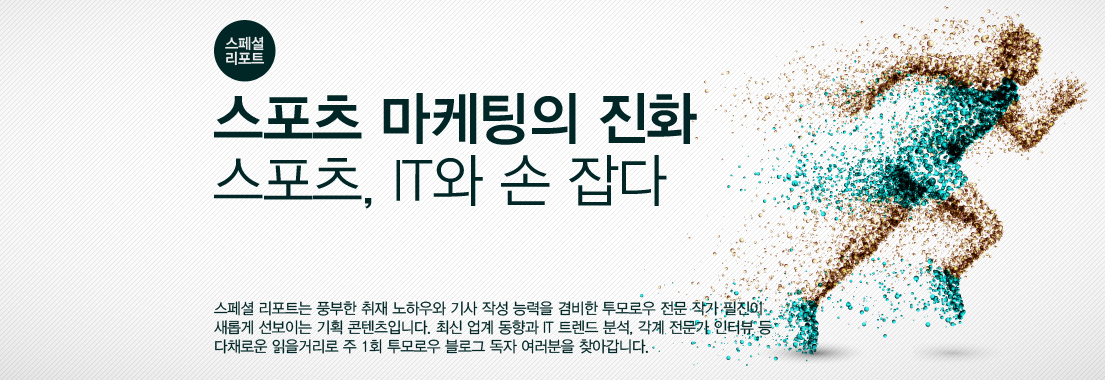 스페셜
리포트
스포츠 마케팅의 진화
스포츠, IT와 손 잡다
스페셜 리포트는 풍부한 취재 노하우와 기사 작성 능력을 겸비한 투모로우 전문 작가 필진이
새롭게 선보이는 기획 콘텐츠입니다. 최신 업계 동향과 IT 트렌드 분석, 각계 전문가 인터뷰 등
다채로운 읽을거리로 주 1회 투모로우 블로그 독자 여러분을 찾아갑니다.